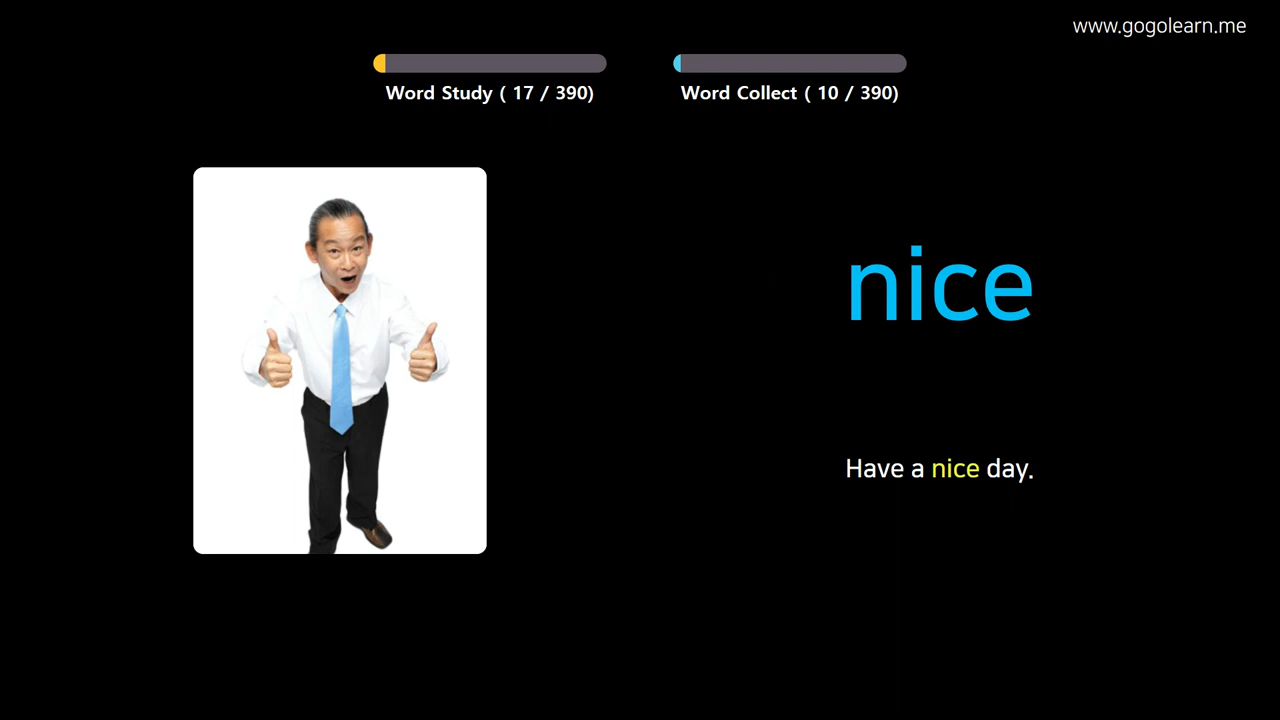 www.gogolearn.me
Word Study ( 17 / 390)
Word Collect ( 10 / 390)
nice
Have a nice day.